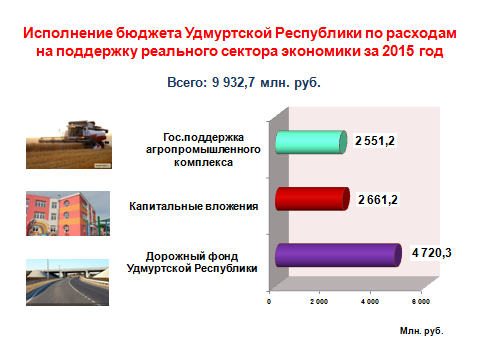 Исполнение бюджета Удмуртской Республики по расходам
на поддержку реального сектора экономики за 2015 год
Всего: 9 932,7 млн. руб.
Гос.поддержка
агропромышленного
комплекса
2 551,2
Капитальные вложения
2 661,2
Дорожный фонд
Удмуртской Республики
4 720,3
0 2 000 4 000 6 000
Млн. руб.